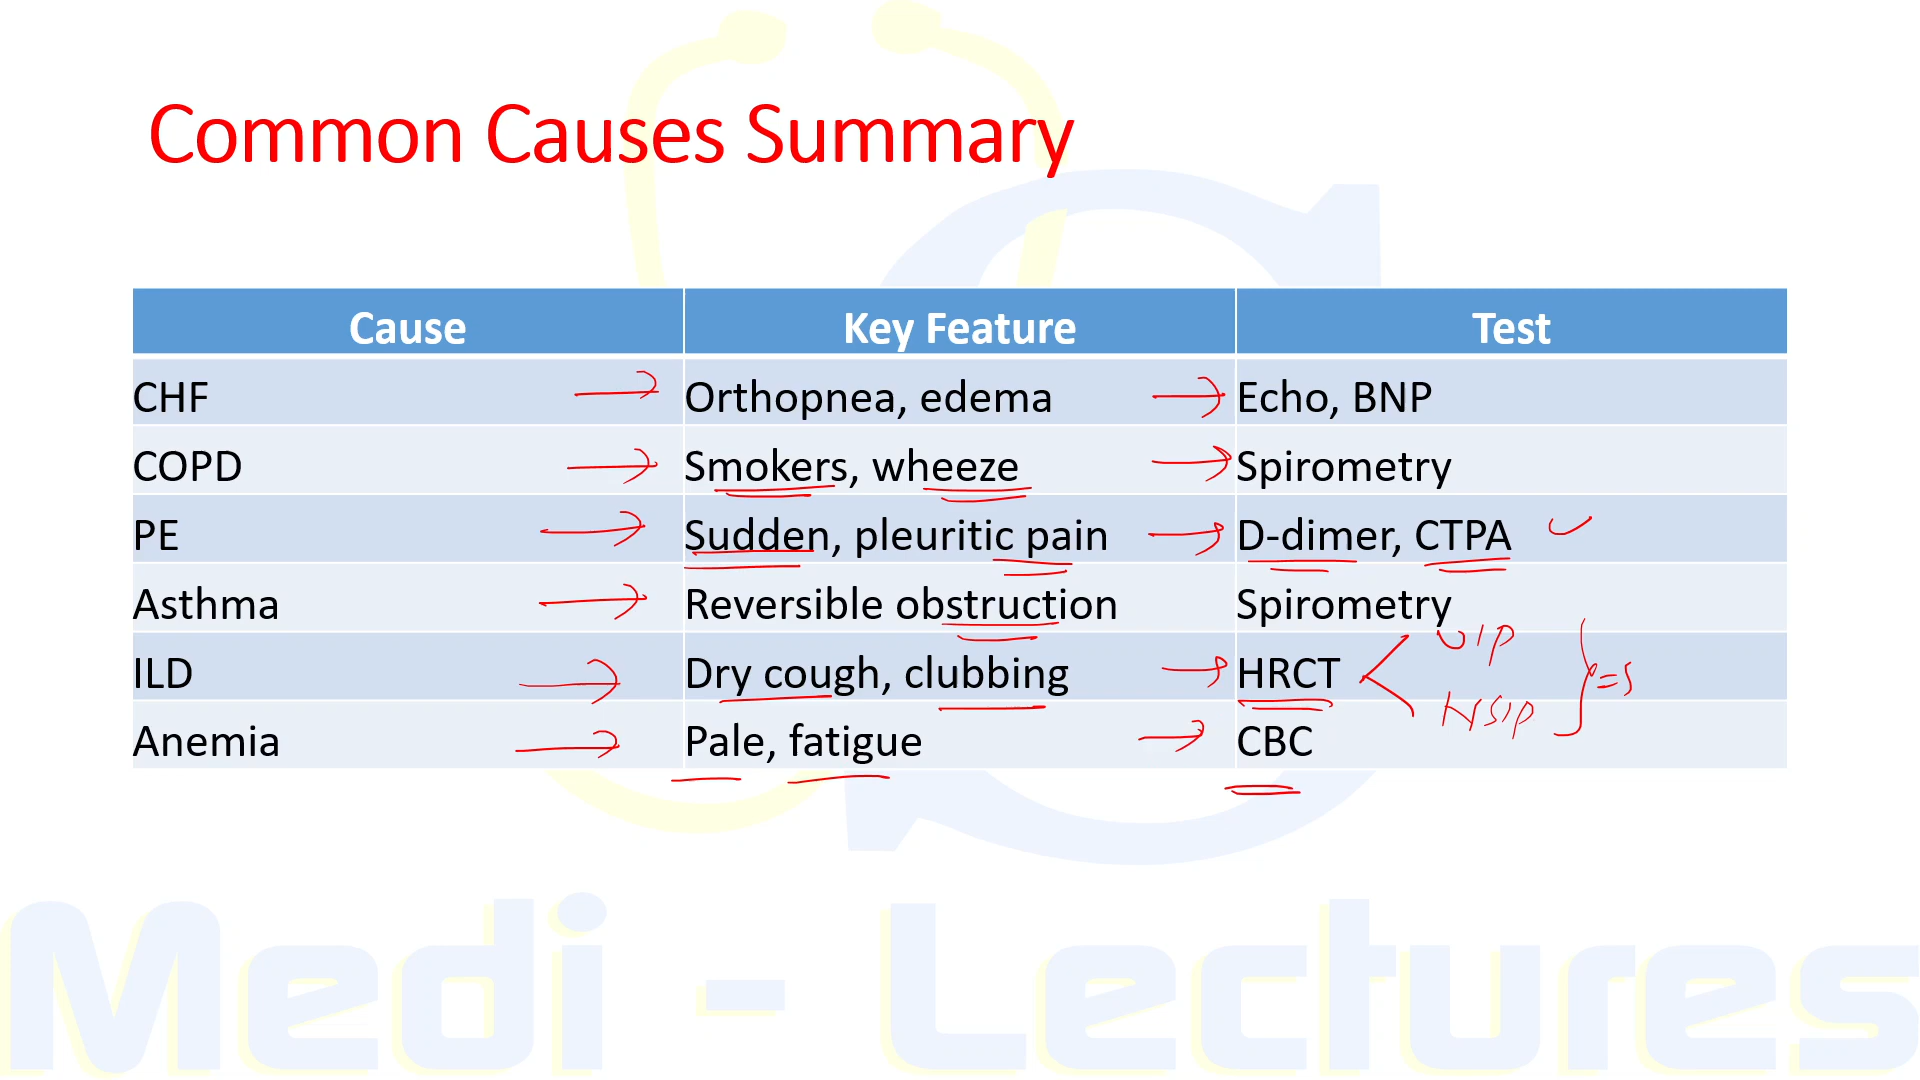 Common Causes Summary
Cause Key Feature Test
CHF Orthopnea, edema Echo, BNP
COPD Smokers, wheeze Spirometry
PE Sudden, pleuritic pain D-dimer, CTPA
Asthma Reversible obstruction Spirometry
UIP
ILD Dry cough, clubbing HRCT
NSIP
Anemia Pale, fatigue CBC
Medi - Lectures